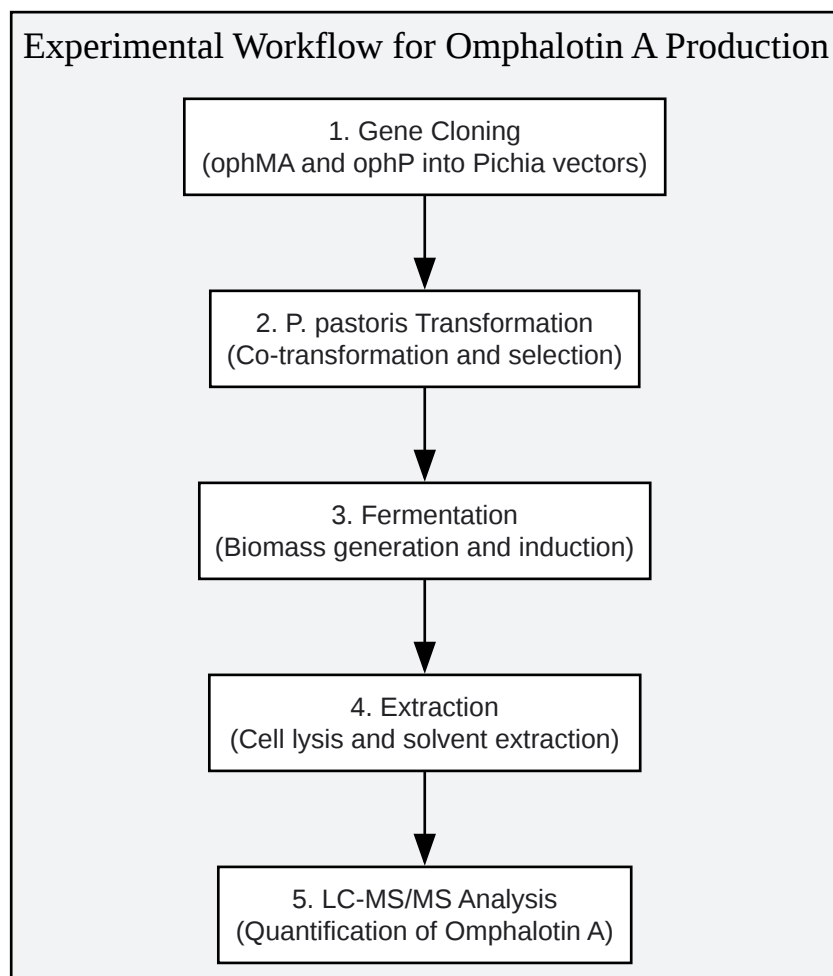 Experimental Workflow for Omphalotin A Production
1. Gene Cloning
(ophMA and ophP into Pichia vectors)
2. P. pastoris Transformation
(Co-transformation and selection)
3. Fermentation
(Biomass generation and induction)
4. Extraction
(Cell lysis and solvent extraction)
5. LC-MS/MS Analysis
(Quantification of Omphalotin A)